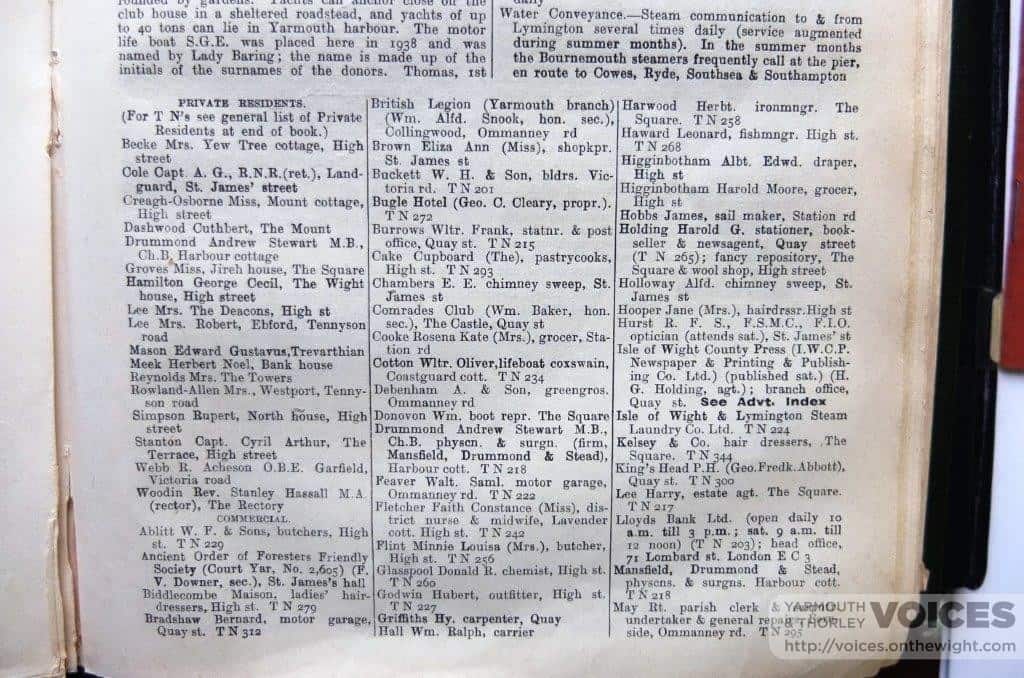 club house in a sheltered roadstead, and yachts of up
to 40 tons can lie in Yarmouth harbour. The motor
life boat S.G.E. was placed here in 1938 and was
named by Lady Baring; the name is made up of the
initials of the surnames of the donors. Thomas, 1st
daily
Water Conveyance.—Steam communication to & from
Lymington several times daily (service augmented
during summer months). In the summer months
the Bournemouth steamers frequently call at the pier,
en route to Cowes, Ryde, Southsea & Southampton
PRIVATE RESIDENTS.
(For T N's see general list of Private
Residents at end of book.)
Becke Mrs. Yew Tree cottage, High
street
Cole Capt. A. G., R.N.R.(ret.), Land-
guard, St. James' street
Creagh-Osborne Miss, Mount cottage,
High street
Dashwood Cuthbert, The Mount
Drummond Andrew Stewart M.B.,
Ch.B. Harbour cottage
Groves Miss, Jireh house, The Square
Hamilton George Cecil, The Wight
house, High street
Lee Mrs. The Deacons, High st
Lee Mrs. Robert, Ebford, Tennyson
road
Mason Edward Gustavus, Trevarthian
Meek Herbert Noel, Bank house
Reynolds Mrs. The Towers
Rowland-Allen Mrs., Westport, Tenny-
son road
Simpson Rupert, North house, High
street
Stanton Capt. Cyril Arthur, The
Terrace, High street
Webb R. Acheson O.B.E. Garfield,
Victoria road
Woodin Rev. Stanley Hassall M.A.
(rector), The Rectory
COMMERCIAL.
Ablitt W. F. & Sons, butchers, High
st. T N 229
Ancient Order of Foresters Friendly
Society (Court Yar, No. 2,605) (F.
V. Downer, sec.), St. James's hall
Biddlecombe Maison, ladies' hair-
dressers, High st. T N 279
Bradshaw Bernard, motor garage,
Quay st. T N 312
British Legion (Yarmouth branch)
(Wm. Alfd. Snook, hon. sec.),
Collingwood, Ommanney rd
Brown Eliza Ann (Miss), shopkpr.
St. James st
Buckett W. H. & Son, bldrs. Vic-
toria rd. T N 201
Bugle Hotel (Geo. C. Cleary, propr.).
T N 272
Burrows Wltr. Frank, statnr. & post
office, Quay st. T N 215
Cake Cupboard (The), pastrycooks,
High st. T N 293
Chambers E. E. chimney sweep, St.
James st
Comrades Club (Wm. Baker, hon.
sec.), The Castle, Quay st
Cooke Rosena Kate (Mrs.), grocer, Sta-
tion rd
Cotton Wltr. Oliver, lifeboat coxswain,
Coastguard cott. T N 234
Debenham A. & Son, greengros.
Ommanney rd
Donovon Wm. boot repr. The Square
Drummond Andrew Stewart M.B.,
Ch.B. physcn. & surgn. (firm,
Mansfield, Drummond & Stead),
Harbour cott. T N 218
Feaver Walt. Saml. motor garage,
Ommanney rd. T N 222
Fletcher Faith Constance (Miss), dis-
trict nurse & midwife, Lavender
cott. High st. T N 242
Flint Minnie Louisa (Mrs.), butcher,
High st. T N 256
Glasspool Donald R. chemist, High st.
T N 260
Godwin Hubert, outfitter, High st.
T N 227
Griffiths Hy. carpenter, Quay
Hall Wm. Ralph, carrier
Harwood Herbt. ironmngr. The
Square. T N 258
Haward Leonard, fishmngr. High st.
T N 268
Higginbotham Albt. Edwd. draper,
High st
Higginbotham Harold Moore, grocer,
High st
Hobbs James, sail maker, Station rd
Holding Harold G. stationer, book-
seller & newsagent, Quay street
(T N 265); fancy repository, The
Square & wool shop, High street
Holloway Alfd. chimney sweep, St.
James st
Hooper Jane (Mrs.), hairdrssr. High st
Hurst R. F. S., F.S.M.C., F.I.O.
optician (attends sat.), St. James' st
Isle of Wight County Press (I.W.C.P.
Newspaper & Printing & Publish-
ing Co. Ltd.) (published sat.) (H.
G. Holding, agt.); branch office,
Quay st. See Advt. Index
Isle of Wight & Lymington Steam
Laundry Co. Ltd. T N 224
Kelsey & Co. hair dressers, The
Square. T N 344
King's Head P.H. (Geo. Fredk. Abbott),
Quay st. T N 300
Lee Harry, estate agt. The Square.
T N 217
Lloyds Bank Ltd. (open daily 10
a.m. till 3 p.m.; sat. 9 a.m. till
12 noon) (T N 203); head office,
71 Lombard st. London E C 3
Mansfield, Drummond & Stead,
physcns. & surgns. Harbour cott.
T N 218
May Rt. parish clerk &
undertaker & general
side, Ommanney rd. T N 295
YARMOUTH
& THORLEY
VOICES
http://voices.onthewight.com